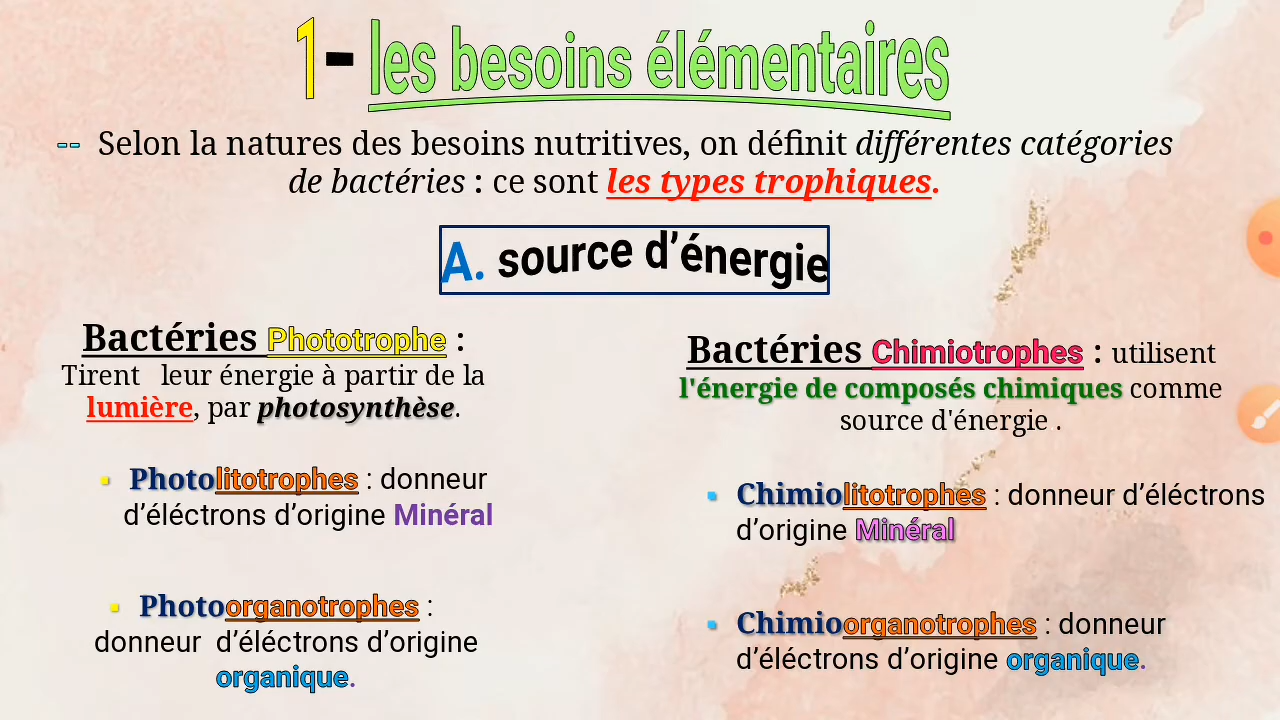 1- les besoins élémentaires
-- Selon la natures des besoins nutritives, on définit différentes catégories
de bactéries : ce sont les types trophiques.
A. source d’énergie
Bactéries Phototrophe :
Tirent leur énergie à partir de la
lumière, par photosynthèse.
▪ Photolitotrophes : donneur
d’éléctrons d’origine Minéral
▪ Photoorganotrophes :
donneur d’éléctrons d’origine
organique.
Bactéries Chimiotrophes : utilisent
l'énergie de composés chimiques comme
source d'énergie .
▪ Chimiolitotrophes : donneur d’éléctrons
d’origine Minéral
▪ Chimioorganotrophes : donneur
d’éléctrons d’origine organique.